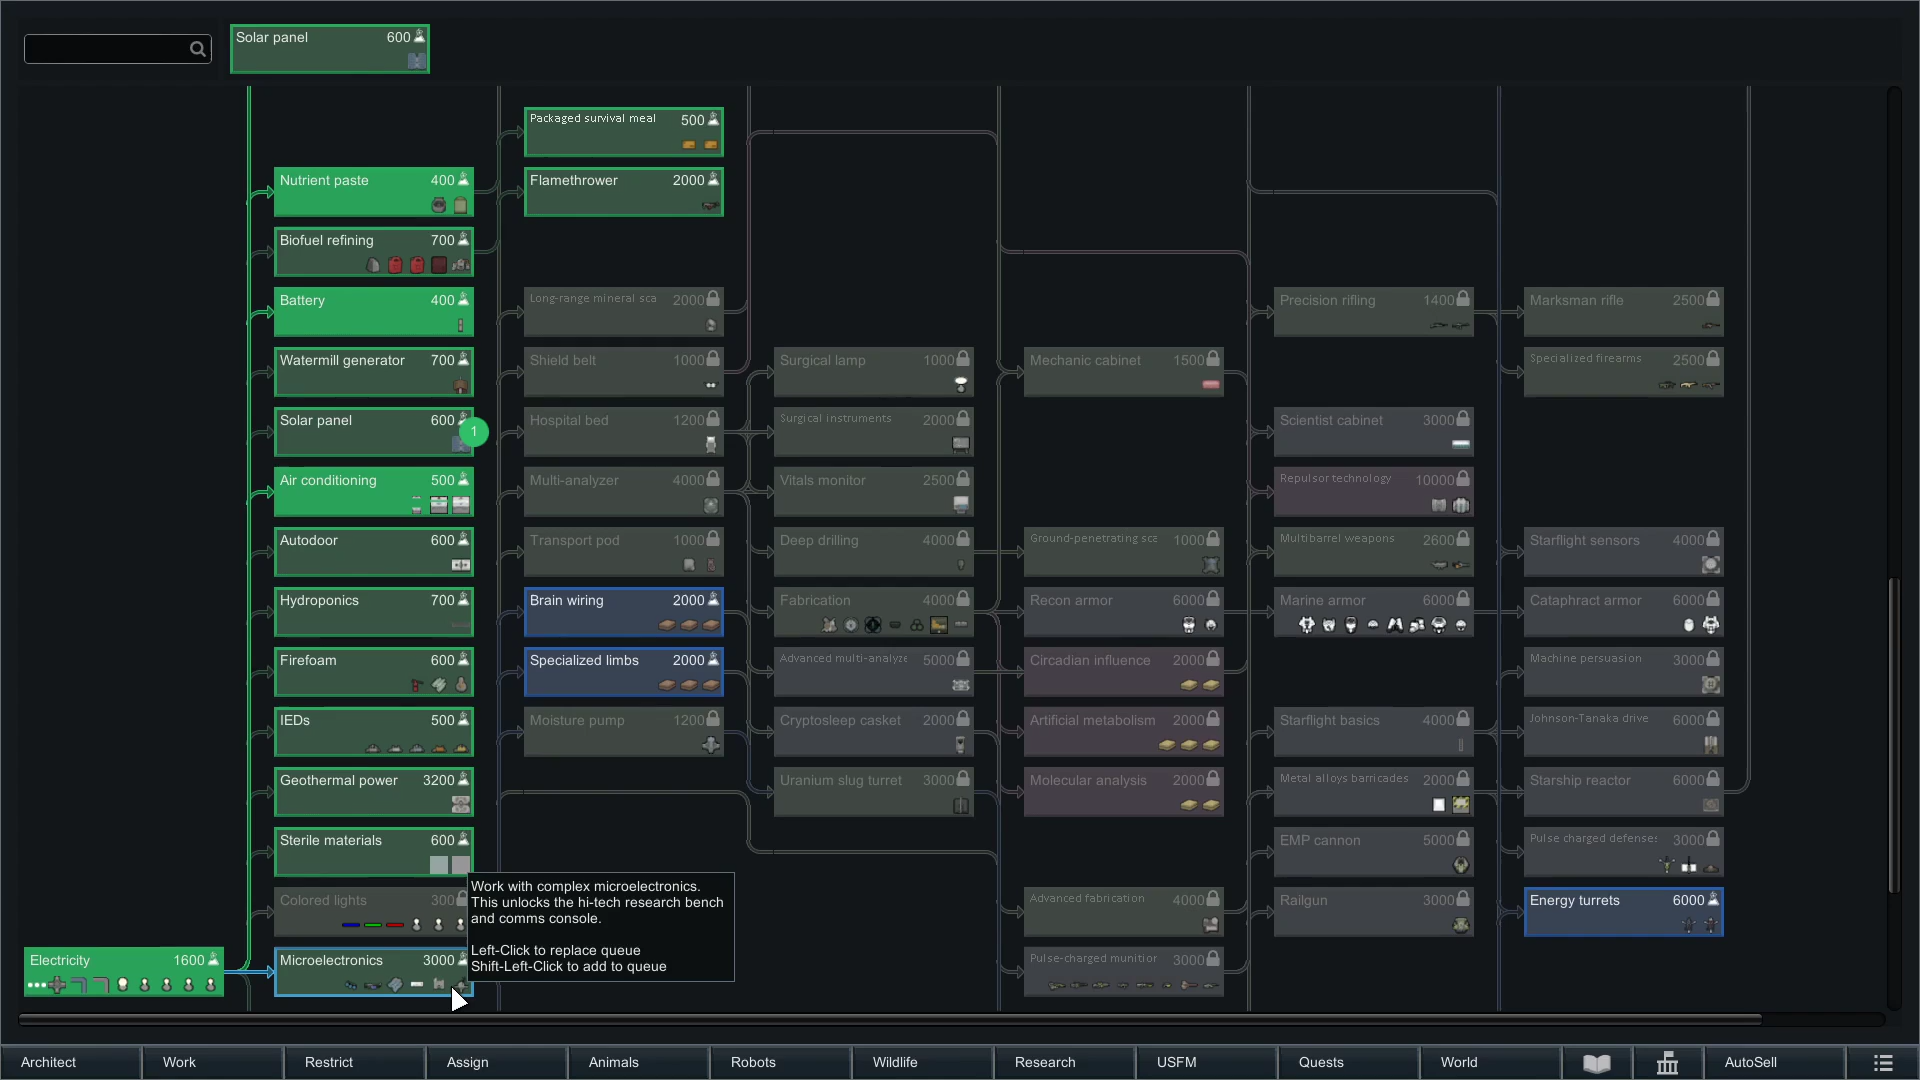 Solar panel 600
Packaged survival meal 500
Nutrient paste 400
Flamethrower 2000
Biofuel refining 700
Battery 400
Long-range mineral sca 2000
Precision rifling 1400
Marksman rifle 2500
Watermill generator 700
Shield belt 1000
Surgical lamp 1000
Mechanic cabinet 1500
Specialized firearms 2500
Solar panel 600
1
Hospital bed 1200
Surgical instruments 2000
Scientist cabinet 3000
Air conditioning 500
Multi-analyzer 4000
Vitals monitor 2500
Repulsor technology 10000
Autodoor 600
Transport pod 1000
Deep drilling 4000
Ground-penetrating sca 1000
Multibarrel weapons 2600
Starflight sensors 4000
Hydroponics 700
Brain wiring 2000
Fabrication 4000
Recon armor 6000
Marine armor 6000
Cataphract armor 6000
Firefoam 600
Specialized limbs 2000
Advanced multi-analyze 5000
Circadian influence 2000
Machine persuasion 3000
IEDs 500
Moisture pump 1200
Cryptosleep casket 2000
Artificial metabolism 2000
Starflight basics 4000
Johnson-Tanaka drive 6000
Geothermal power 3200
Uranium slug turret 3000
Molecular analysis 2000
Metal alloys barricades 2000
Starship reactor 6000
Sterile materials 600
EMP cannon 5000
Pulse charged defenses 3000
Colored lights 300
Work with complex microelectronics.
This unlocks the hi-tech research bench
and comms console.
Left-Click to replace queue
Shift-Left-Click to add to queue
Advanced fabrication 4000
Railgun 3000
Energy turrets 6000
Electricity 1600
Microelectronics 3000
Pulse-charged munition 3000
Architect
Work
Restrict
Assign
Animals
Robots
Wildlife
Research
USFM
Quests
World
AutoSell